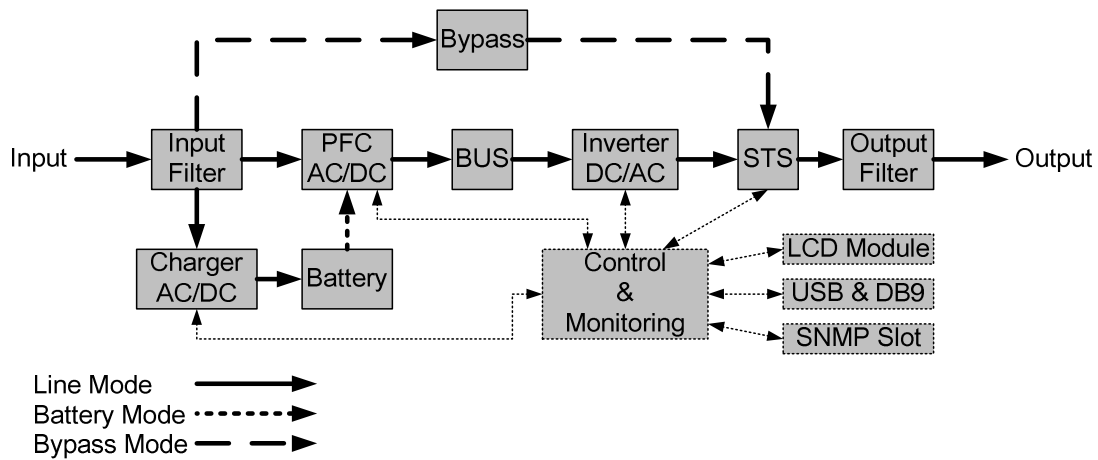 Bypass
Input
Input
Filter
PFC
AC/DC
BUS
Inverter
DC/AC
STS
Output
Filter
Output
Charger
AC/DC
Battery
Control
&
Monitoring
LCD Module
USB & DB9
SNMP Slot
Line Mode
Battery Mode
Bypass Mode